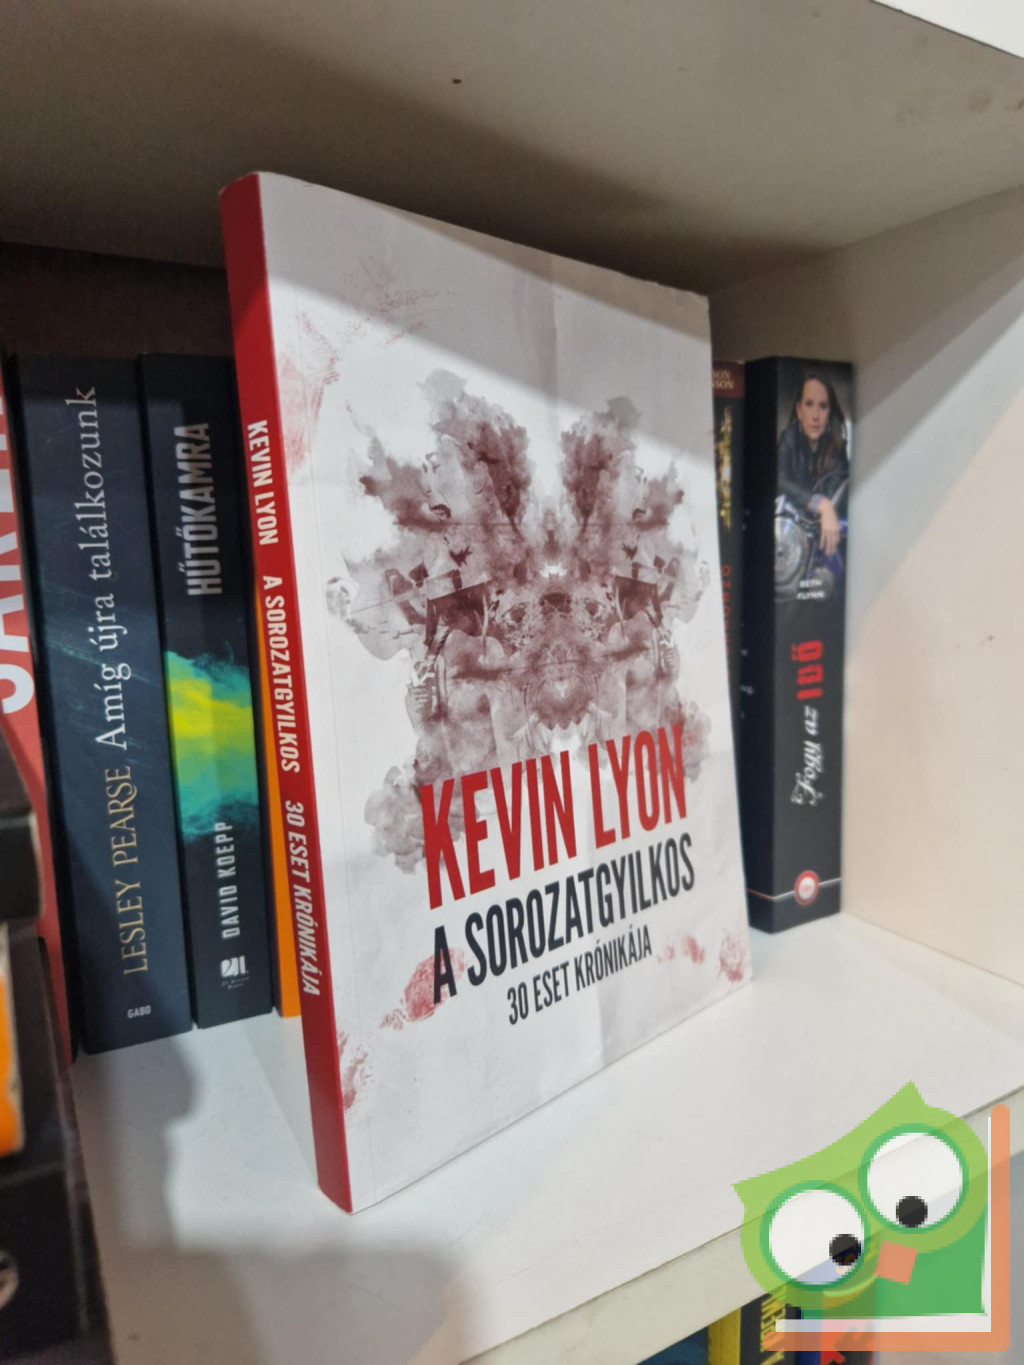 KEVIN LYON
A SOROZATGYILKOS
30 ESET KRÓNIKÁJA
KEVIN LYON A SOROZATGYILKOS 30 ESET KRÓNIKÁJA
LESLEY PEARSE Amíg újra találkozunk
GABO
HŰTŐKAMRA
DAVID KOEPP
BETH
FLYNN
Fogy az idő